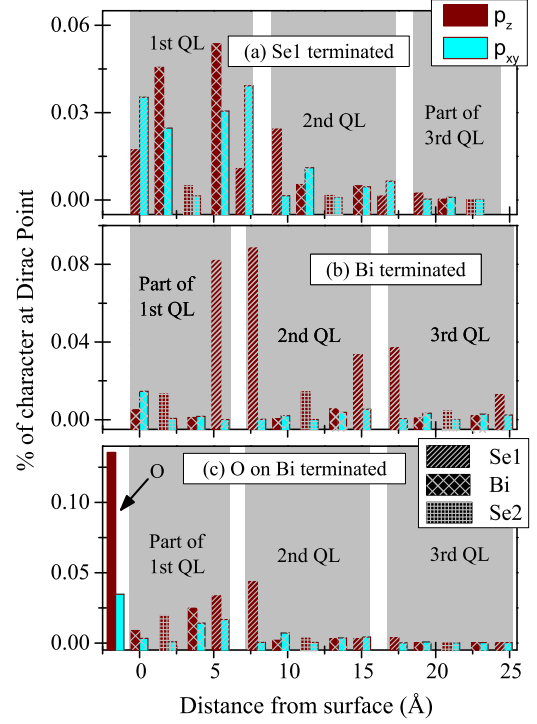 p_z
p_xy
0.06
1st QL
(a) Se1 terminated
0.03
2nd QL
Part of
3rd QL
0.00
% of character at Dirac Point
(b) Bi terminated
0.08
Part of
1st QL
0.04
2nd QL
3rd QL
0.00
(c) O on Bi terminated
O
Se1
Bi
Se2
0.10
Part of
1st QL
2nd QL
3rd QL
0.05
0.00
0 5 10 15 20 25
Distance from surface (Å)